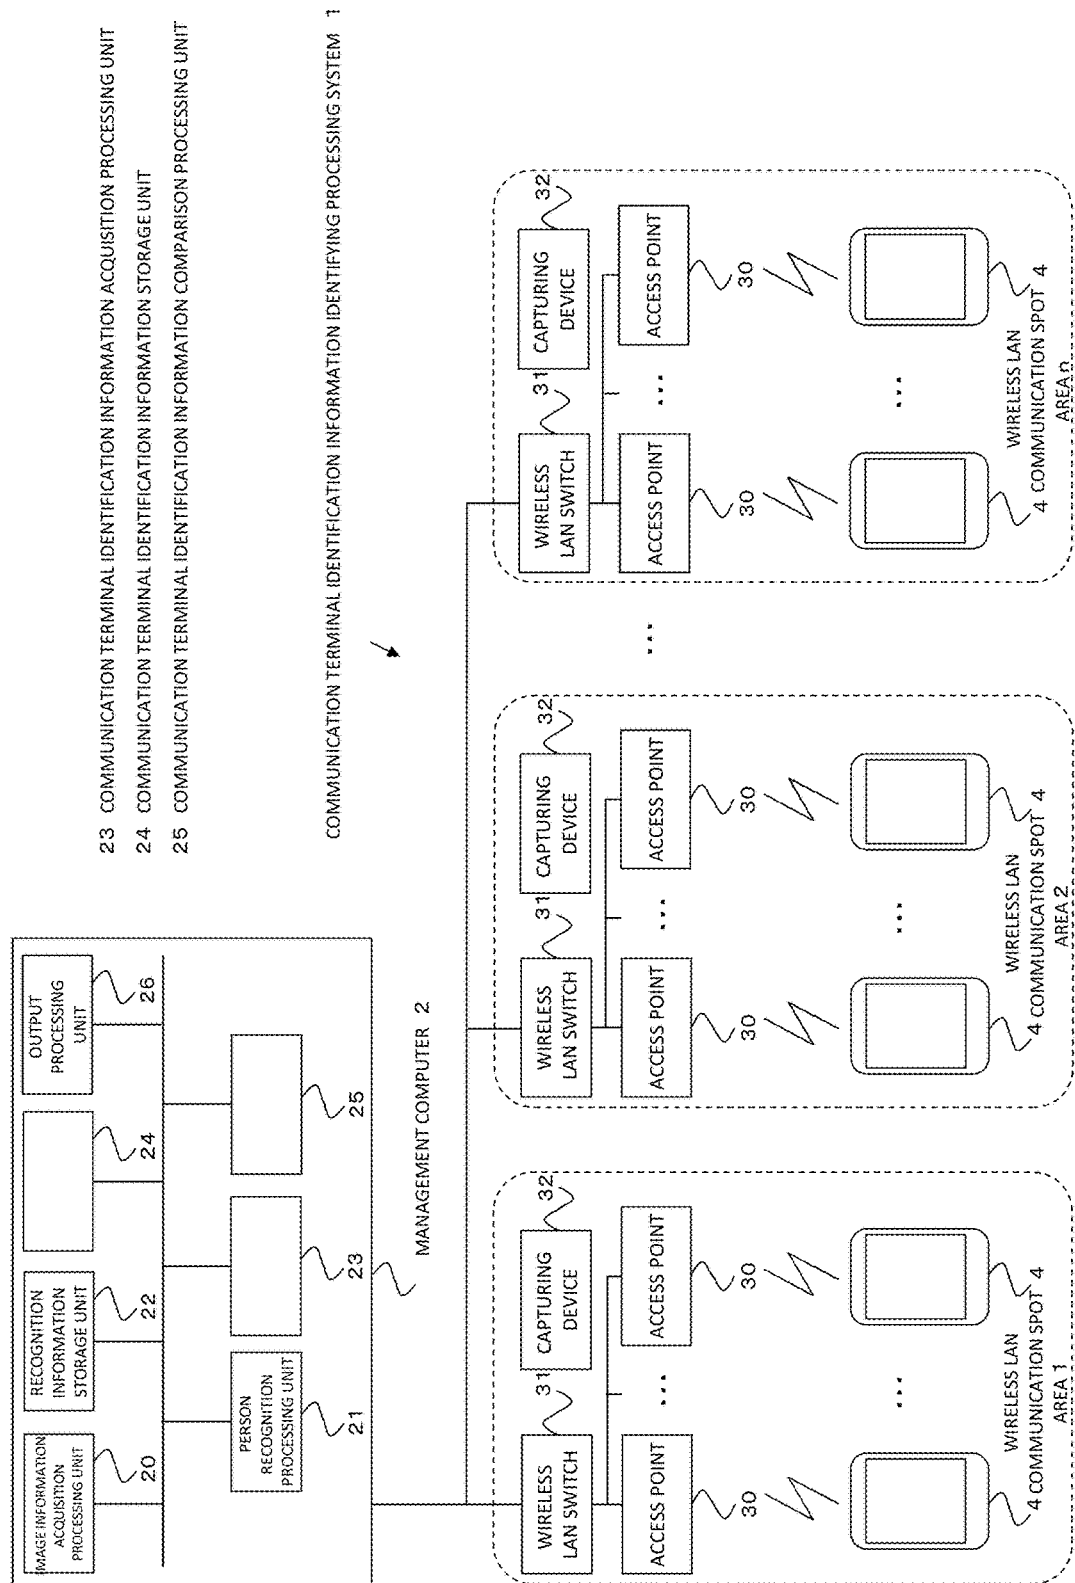 23 COMMUNICATION TERMINAL IDENTIFICATION INFORMATION ACQUISITION PROCESSING UNIT
24 COMMUNICATION TERMINAL IDENTIFICATION INFORMATION STORAGE UNIT
25 COMMUNICATION TERMINAL IDENTIFICATION INFORMATION COMPARISON PROCESSING UNIT
COMMUNICATION TERMINAL IDENTIFICATION INFORMATION IDENTIFYING PROCESSING SYSTEM 1
IMAGE INFORMATION
ACQUISITION
PROCESSING UNIT
20
RECOGNITION
INFORMATION
STORAGE UNIT
22
24
OUTPUT
PROCESSING
UNIT
26
PERSON
RECOGNITION
PROCESSING UNIT
21
23
25
MANAGEMENT COMPUTER 2
WIRELESS
LAN SWITCH
31
CAPTURING
DEVICE
32
ACCESS POINT
30
...
ACCESS POINT
30
4
...
4
WIRELESS LAN
COMMUNICATION SPOT
AREA 1
WIRELESS
LAN SWITCH
31
CAPTURING
DEVICE
32
ACCESS POINT
30
...
ACCESS POINT
30
4
...
4
WIRELESS LAN
COMMUNICATION SPOT
AREA 2
...
WIRELESS
LAN SWITCH
31
CAPTURING
DEVICE
32
ACCESS POINT
30
...
ACCESS POINT
30
4
...
4
WIRELESS LAN
COMMUNICATION SPOT
AREA n